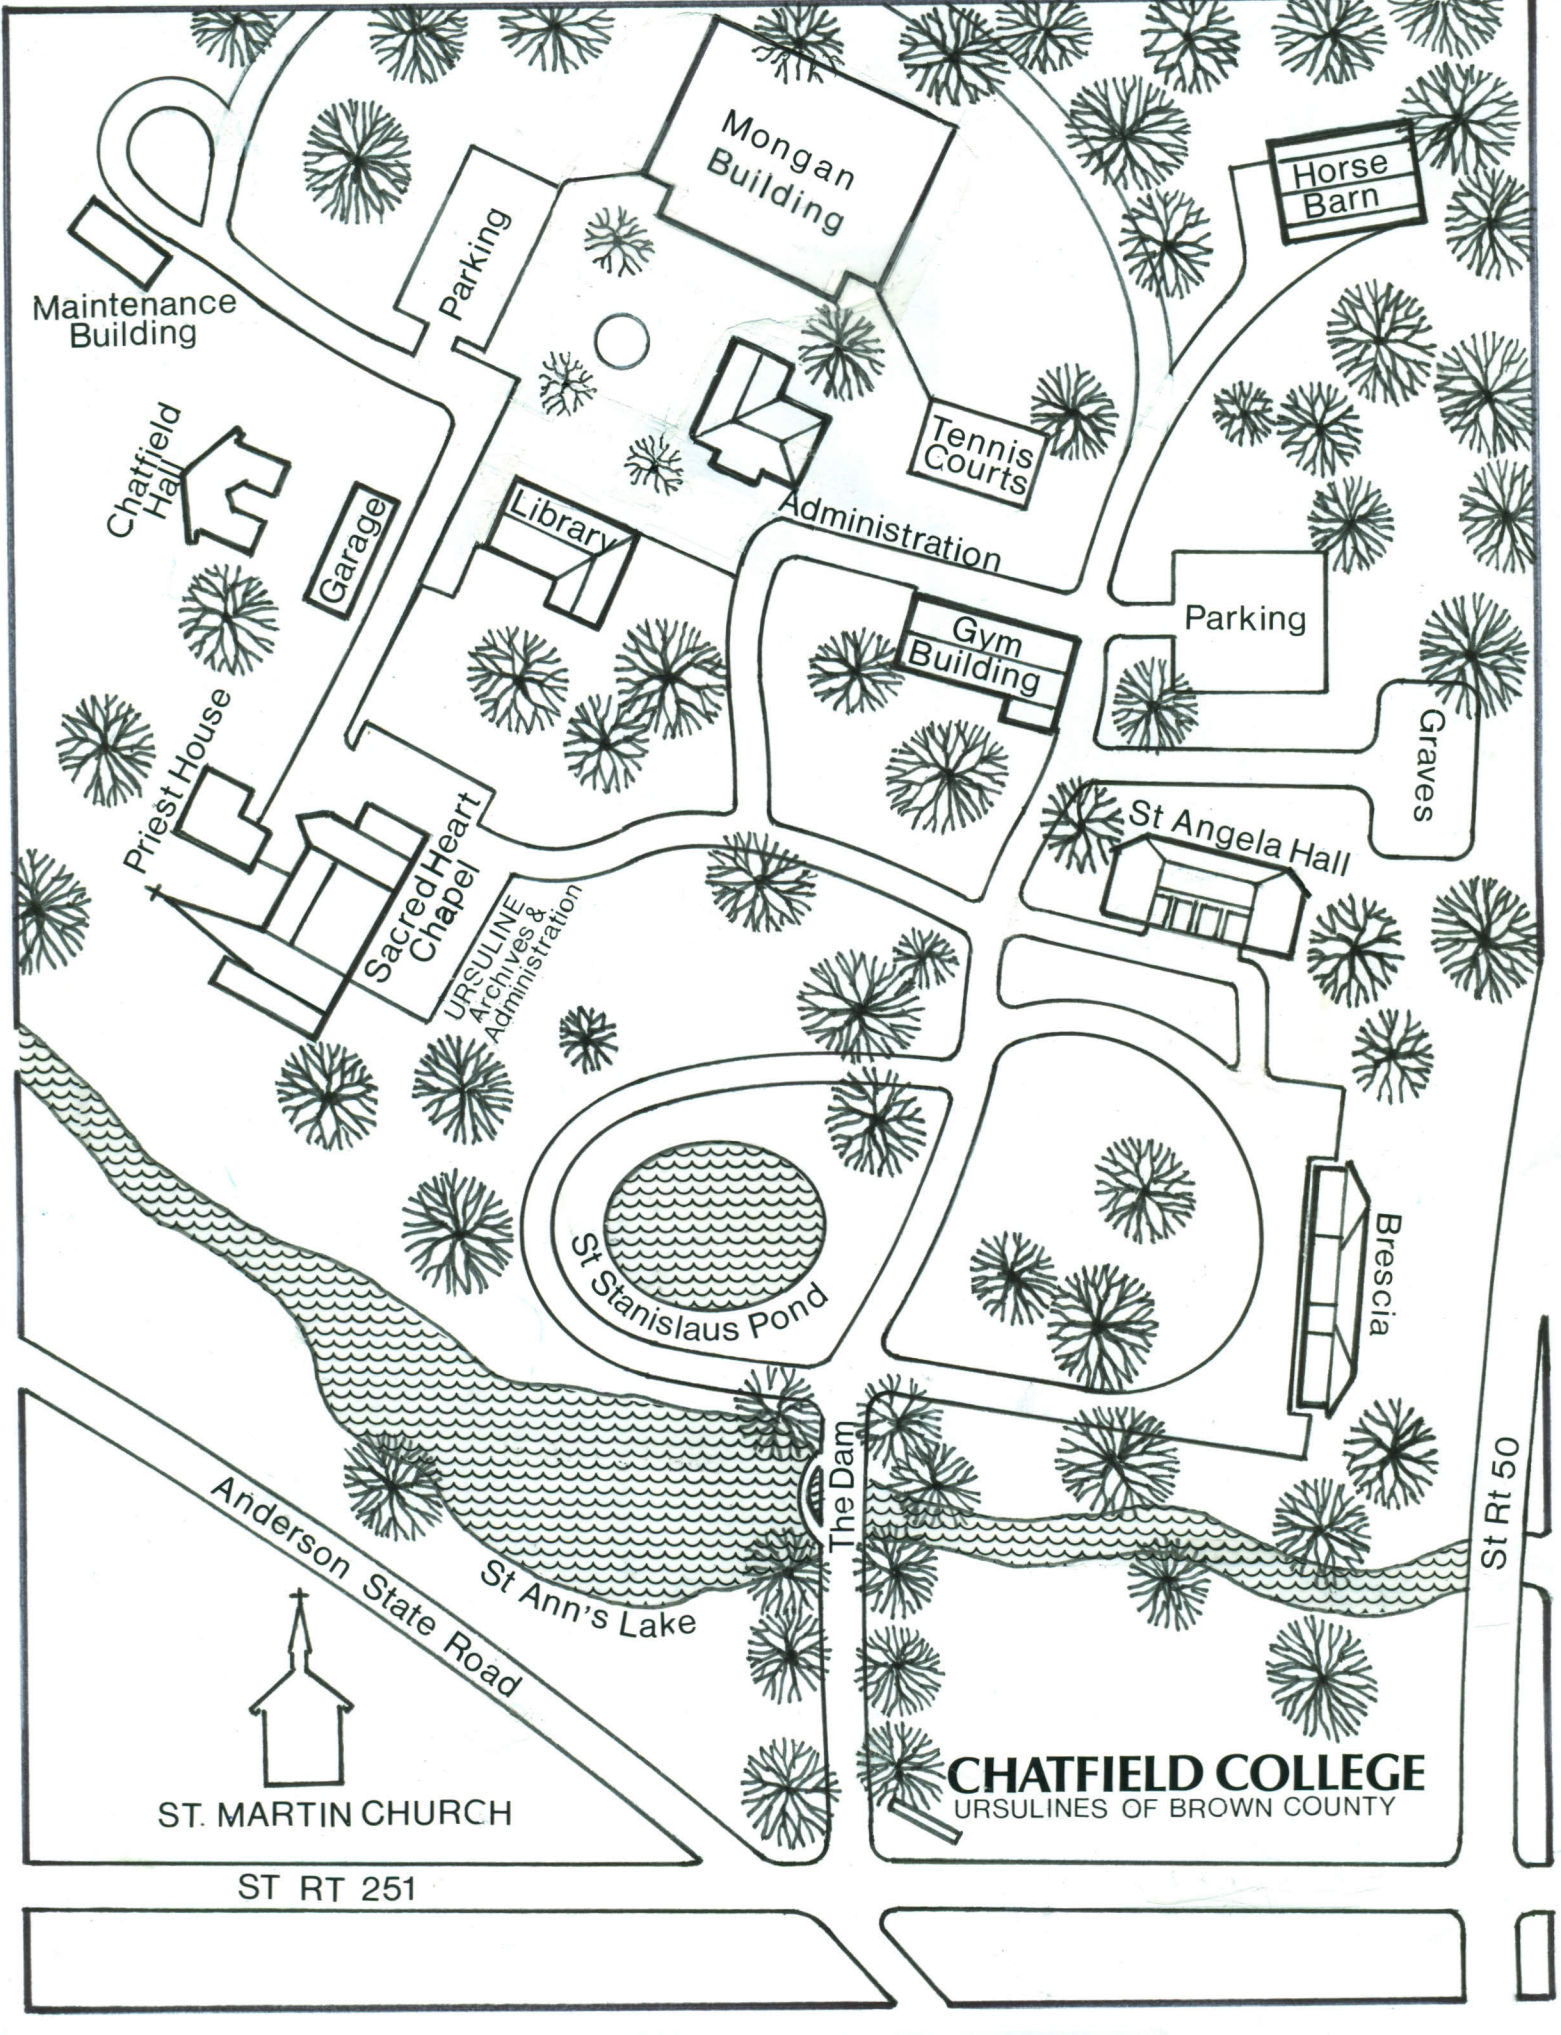 Mongan
Building
Horse
Barn
Parking
Maintenance
Building
Chatfield
Hall
Tennis
Courts
Library
Administration
Garage
Gym
Building
Parking
Graves
Priest House
St Angela Hall
Sacred Heart
Chapel
URSULINE
Archives &
Administration
St Stanislaus Pond
Brescia
The Dam
St Rt 50
Anderson State Road
St Ann's Lake
CHATFIELD COLLEGE
URSULINES OF BROWN COUNTY
ST. MARTIN CHURCH
ST RT 251